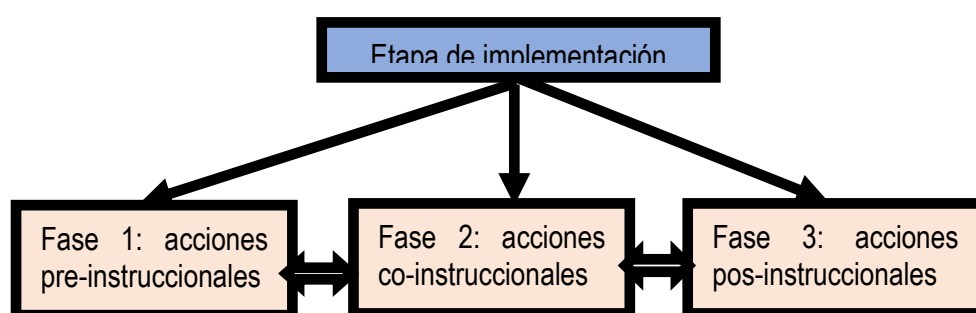 Etapa de implementación
Fase 1: acciones
pre-instruccionales
Fase 2: acciones
co-instruccionales
Fase 3: acciones
pos-instruccionales